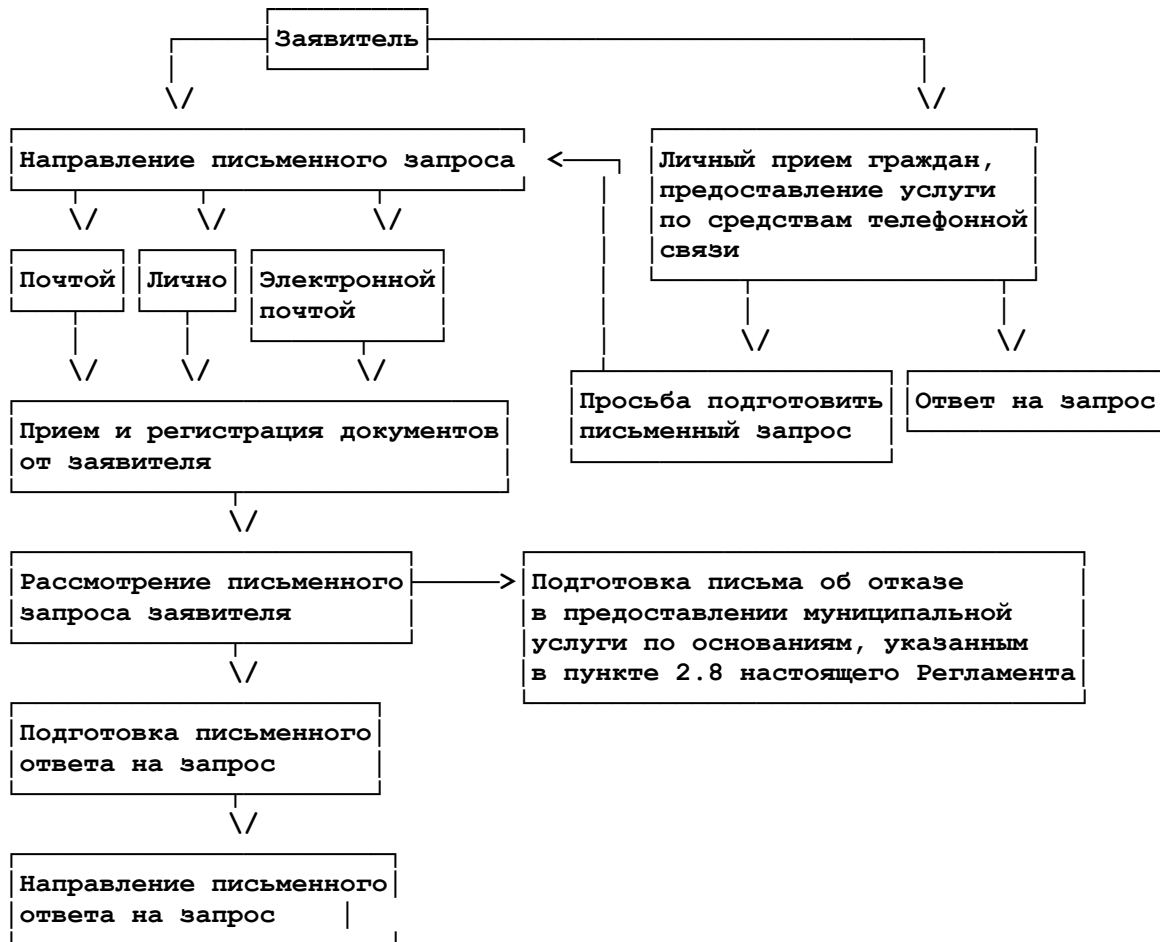 Заявитель
Направление письменного запроса
Личный прием граждан,
предоставление услуги
по средствам телефонной
связи
Почтой
Лично
Электронной
почтой
Просьба подготовить
письменный запрос
Ответ на запрос
Прием и регистрация документов
от заявителя
Рассмотрение письменного
запроса заявителя
Подготовка письма об отказе
в предоставлении муниципальной
услуги по основаниям, указанным
в пункте 2.8 настоящего Регламента
Подготовка письменного
ответа на запрос
Направление письменного
ответа на запрос